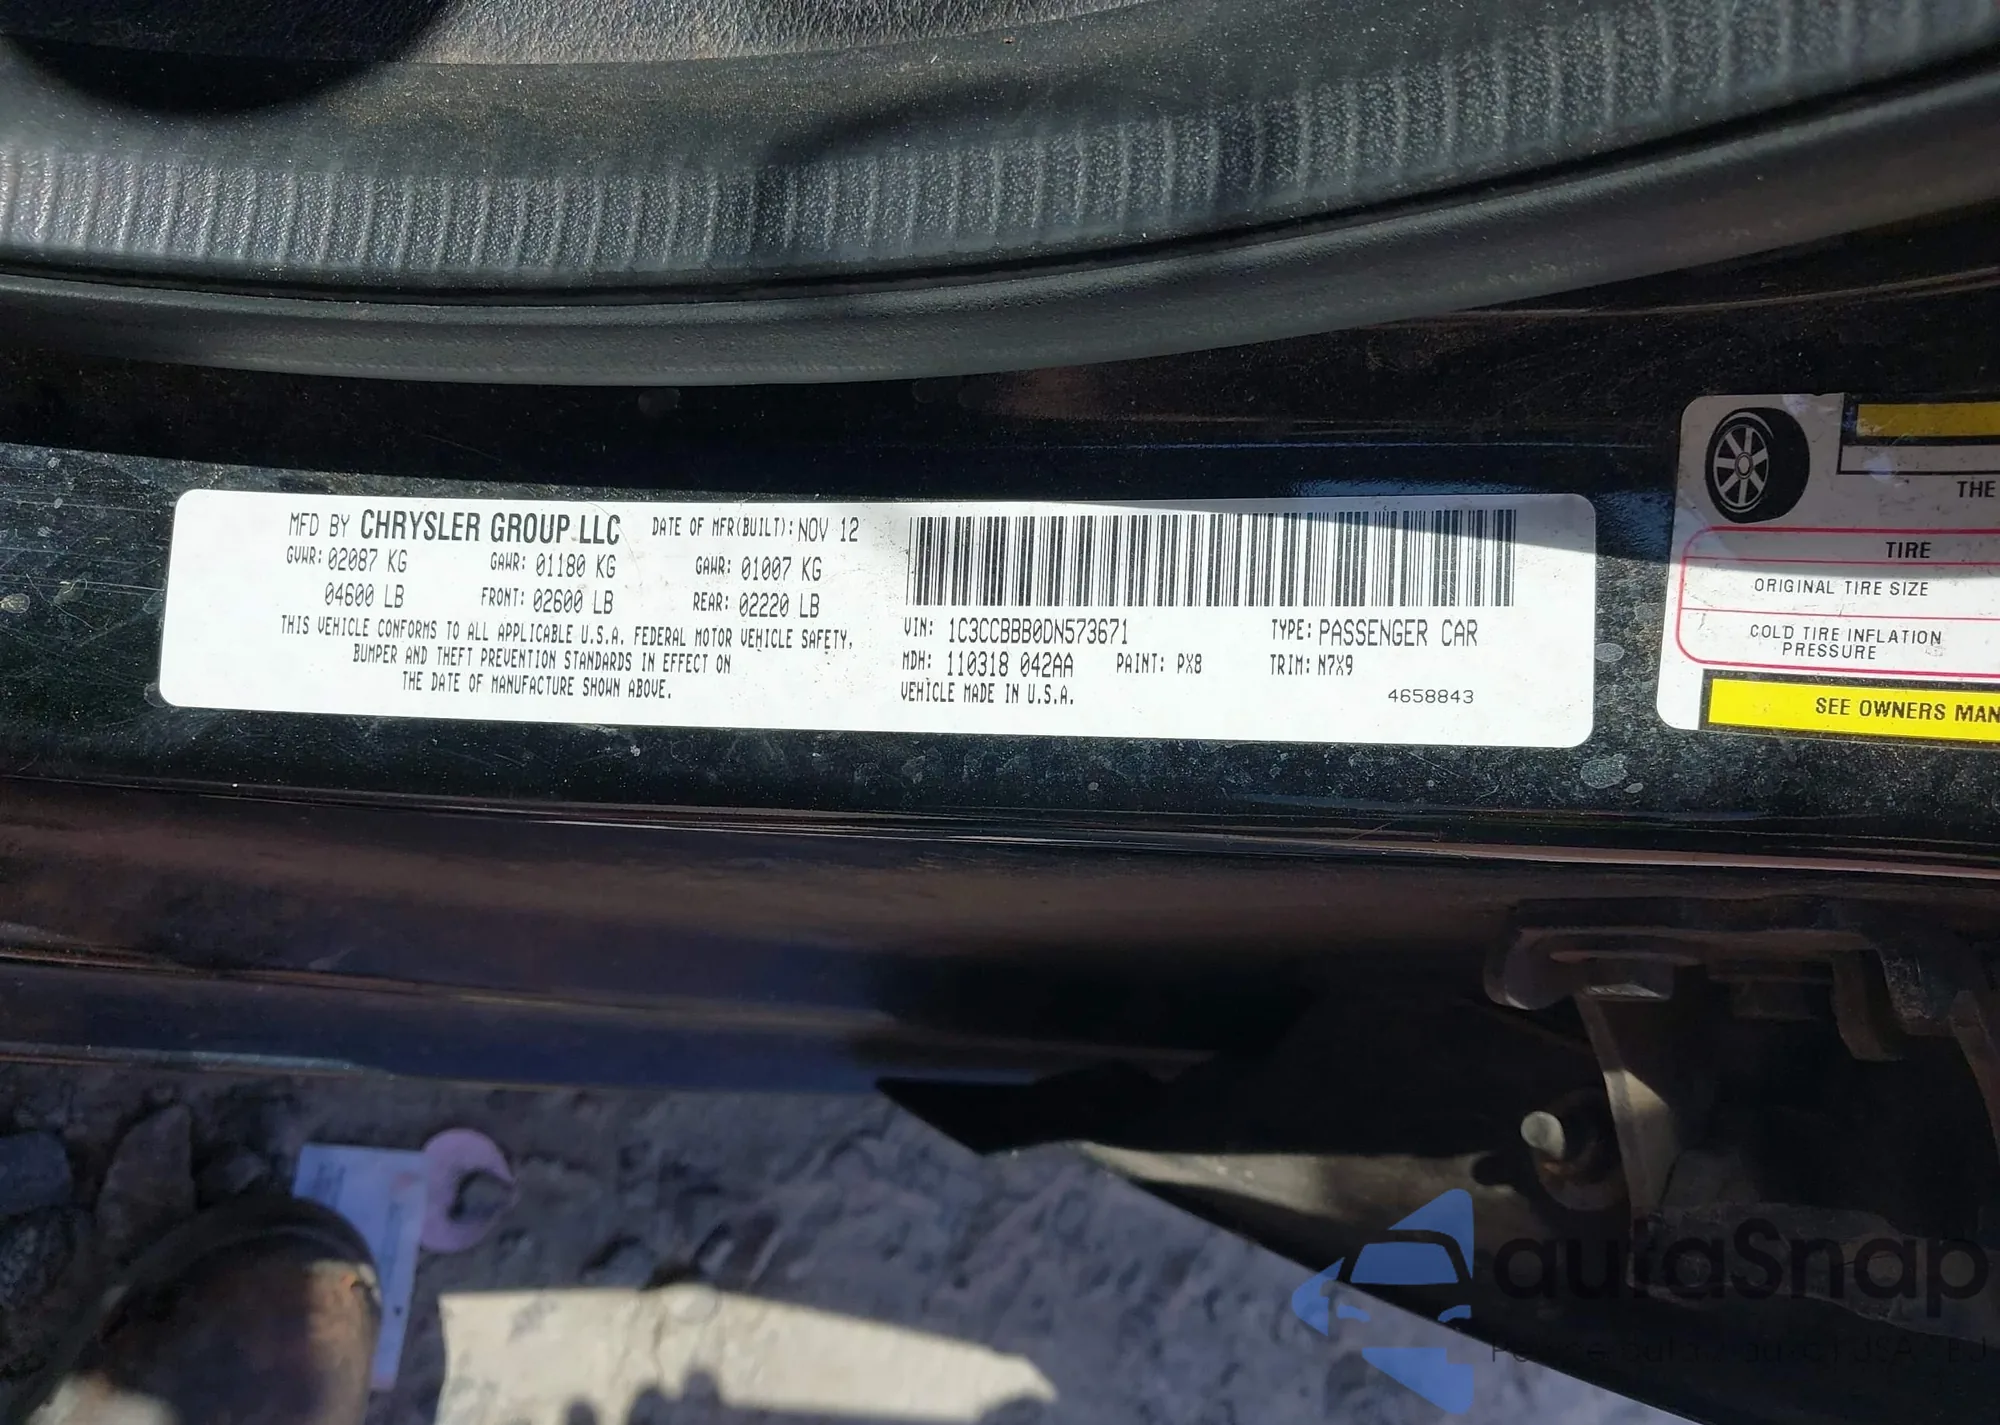 MFD BY CHRYSLER GROUP LLC DATE OF MFR(BUILT): NOV 12
GVWR: 02087 KG GAWR: 01180 KG GAWR: 01007 KG
04600 LB FRONT: 02600 LB REAR: 02220 LB
THIS VEHICLE CONFORMS TO ALL APPLICABLE U.S.A. FEDERAL MOTOR VEHICLE SAFETY,
BUMPER AND THEFT PREVENTION STANDARDS IN EFFECT ON
THE DATE OF MANUFACTURE SHOWN ABOVE.
VIN: 1C3CCBBB0DN573671 TYPE: PASSENGER CAR
MDH: 110318 042AA PAINT: PX8 TRIM: N7X9
VEHICLE MADE IN U.S.A. 4658843
THE
TIRE
ORIGINAL TIRE SIZE
COLD TIRE INFLATION
PRESSURE
SEE OWNERS MAN
auraSnap